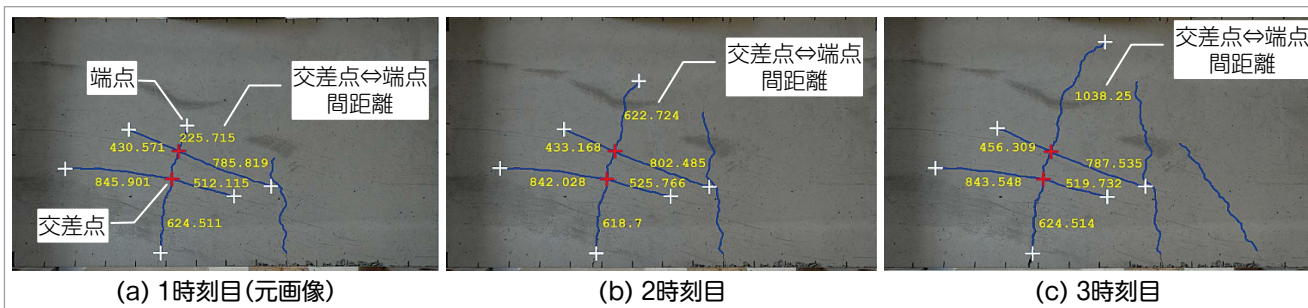 端点
交差点⇔端点
間距離
225.715
430.571
785.819
845.901
512.115
交差点
624.511
(a) 1時刻目(元画像)
交差点⇔端点
間距離
622.724
433.168
802.485
842.028
525.766
618.7
(b) 2時刻目
交差点⇔端点
間距離
1038.25
456.309
787.535
843.548
519.732
624.514
(c) 3時刻目